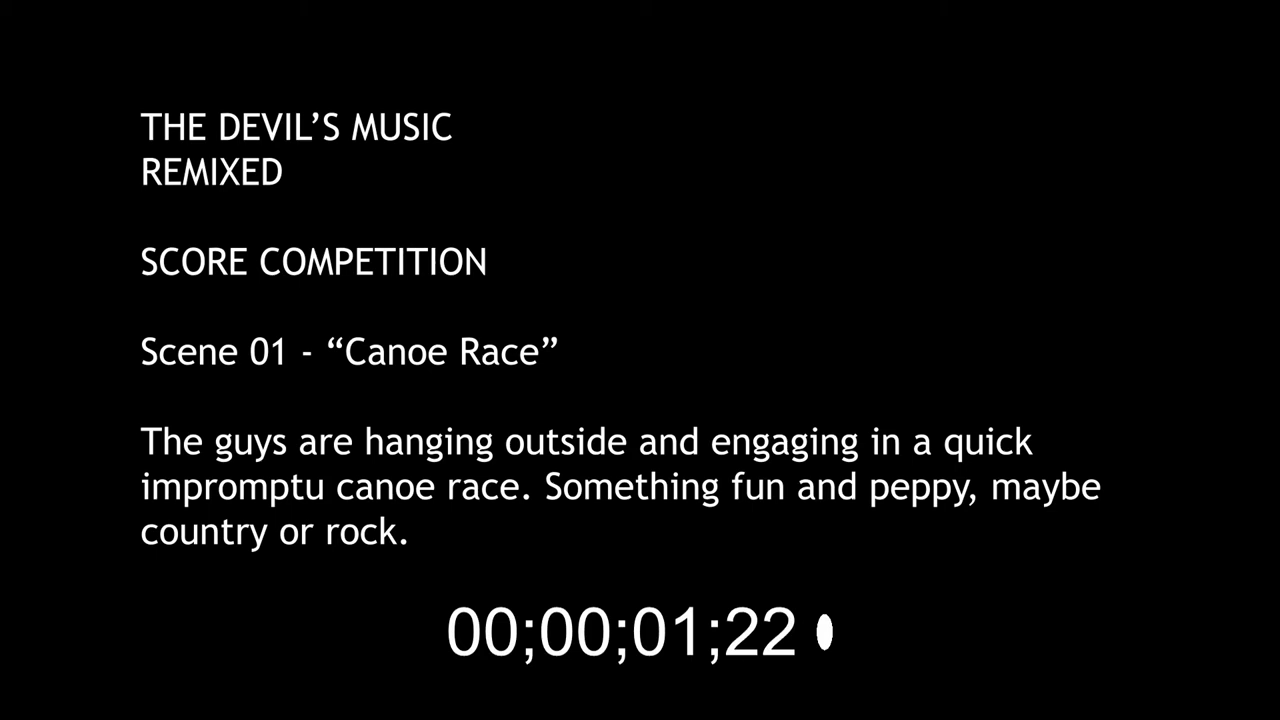 THE DEVIL’S MUSIC
REMIXED
SCORE COMPETITION
Scene 01 - “Canoe Race”
The guys are hanging outside and engaging in a quick
impromptu canoe race. Something fun and peppy, maybe
country or rock.
00;00;01;22